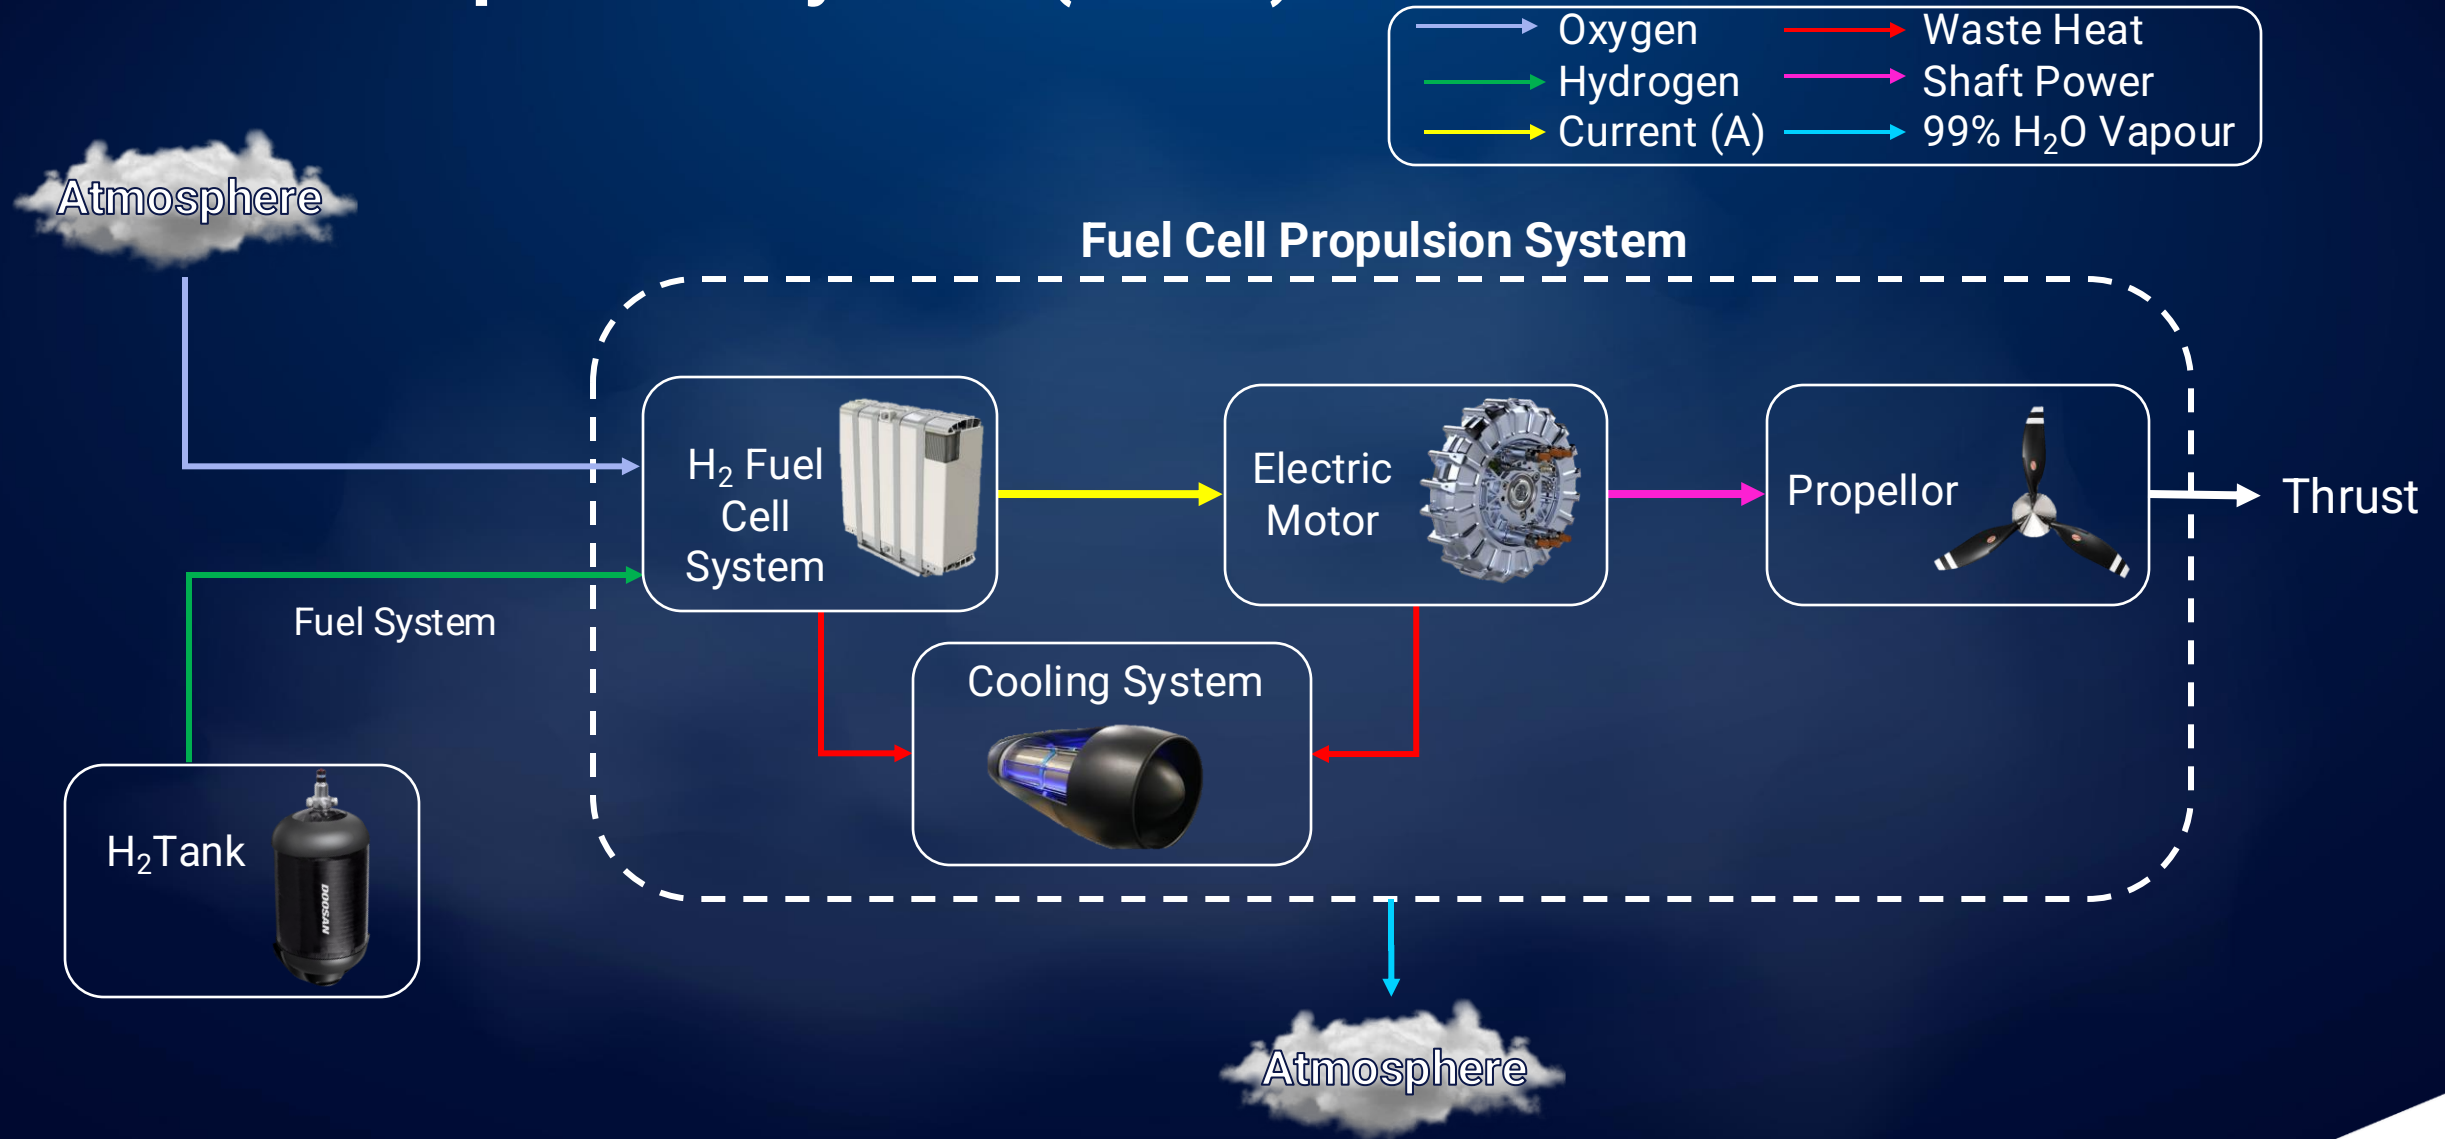 Oxygen
Waste Heat
Hydrogen
Shaft Power
Current (A)
99% H₂O Vapour
Atmosphere
Fuel Cell Propulsion System
H₂ Fuel
Cell
System
Electric
Motor
Propellor
Thrust
Fuel System
Cooling System
H₂Tank
DOOSAN
Atmosphere